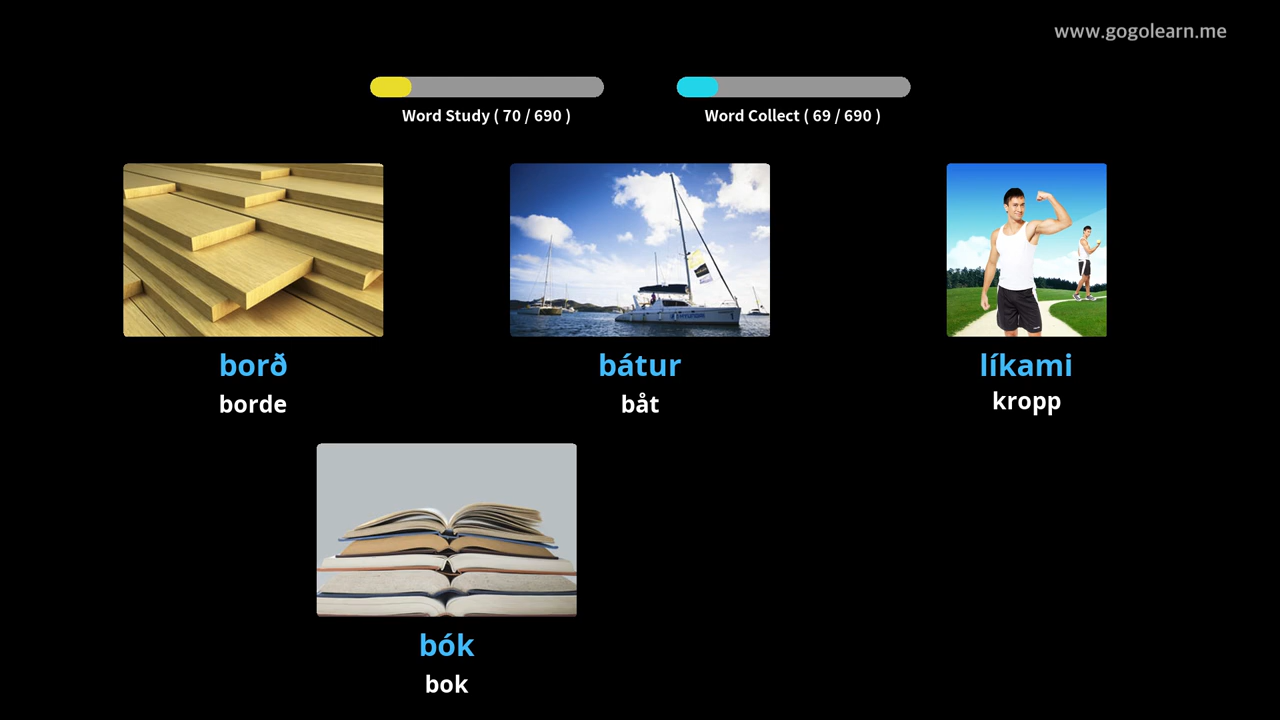 www.gogolearn.me
Word Study ( 70 / 690 )
Word Collect ( 69 / 690 )
borð
borde
bátur
båt
líkami
kropp
bók
bok